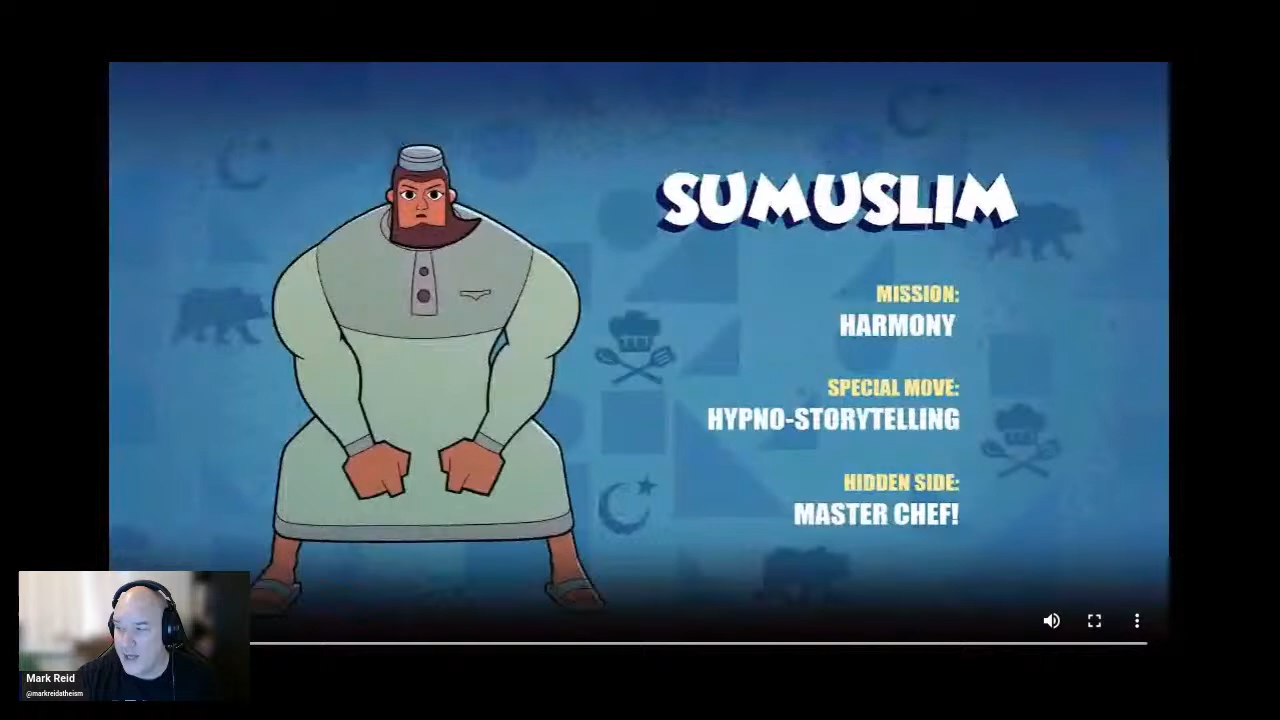 SUMUSLIM
MISSION:
HARMONY
SPECIAL MOVE:
HYPNO-STORYTELLING
HIDDEN SIDE:
MASTER CHEF!
Mark Reid
@markreidatheism